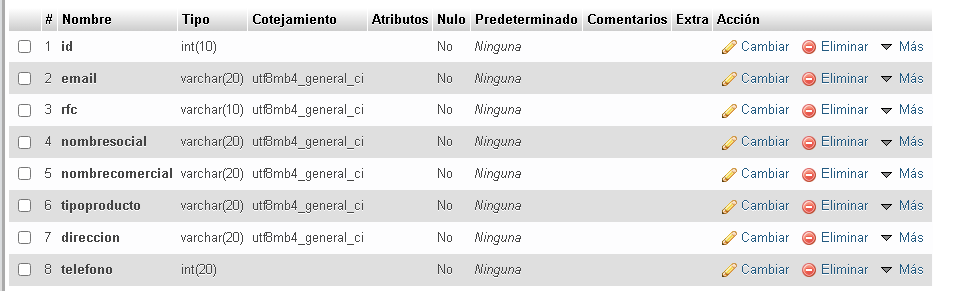 # Nombre Tipo Cotejamiento Atributos Nulo Predeterminado Comentarios Extra Acción
1 id int(10) No Ninguna Cambiar Eliminar Más
2 email varchar(20) utf8mb4_general_ci No Ninguna Cambiar Eliminar Más
3 rfc varchar(10) utf8mb4_general_ci No Ninguna Cambiar Eliminar Más
4 nombresocial varchar(20) utf8mb4_general_ci No Ninguna Cambiar Eliminar Más
5 nombrecomercial varchar(20) utf8mb4_general_ci No Ninguna Cambiar Eliminar Más
6 tipoproducto varchar(20) utf8mb4_general_ci No Ninguna Cambiar Eliminar Más
7 direccion varchar(20) utf8mb4_general_ci No Ninguna Cambiar Eliminar Más
8 telefono int(20) No Ninguna Cambiar Eliminar Más